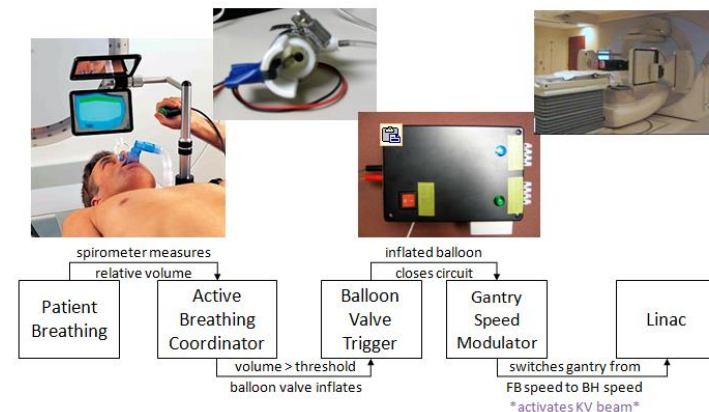 spirometer measures
relative volume
inflated balloon
closes circuit
Patient
Breathing
Active
Breathing
Coordinator
Balloon
Valve
Trigger
Gantry
Speed
Modulator
Linac
volume > threshold
balloon valve inflates
switches gantry from
FB speed to BH speed
*activates KV beam*